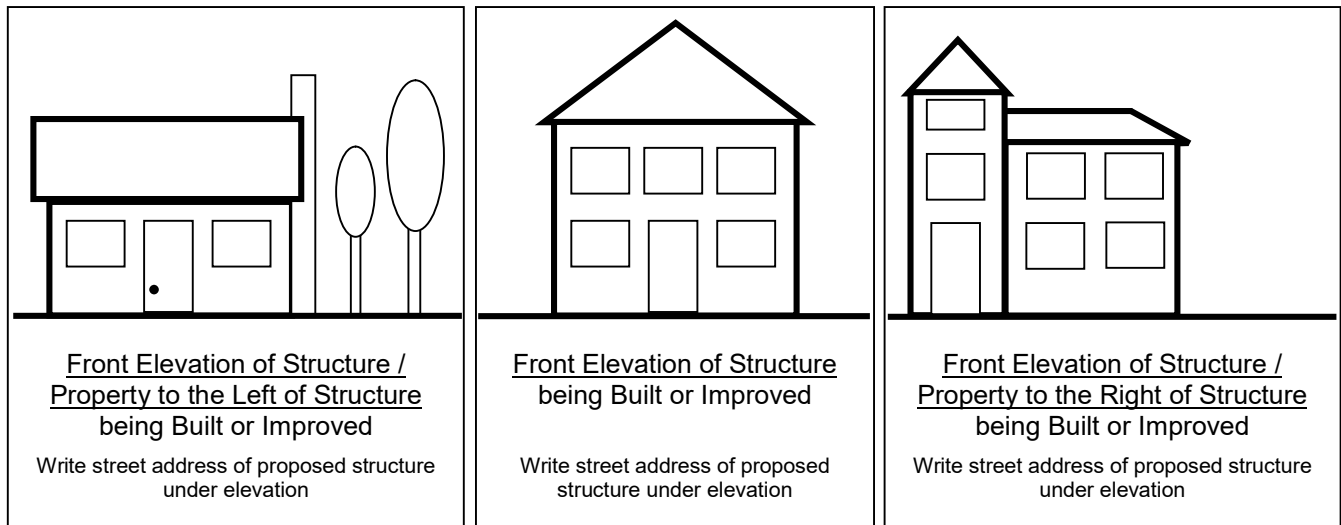 Front Elevation of Structure /
Property to the Left of Structure
being Built or Improved
Write street address of proposed structure
under elevation
Front Elevation of Structure
being Built or Improved
Write street address of proposed
structure under elevation
Front Elevation of Structure /
Property to the Right of Structure
being Built or Improved
Write street address of proposed structure
under elevation